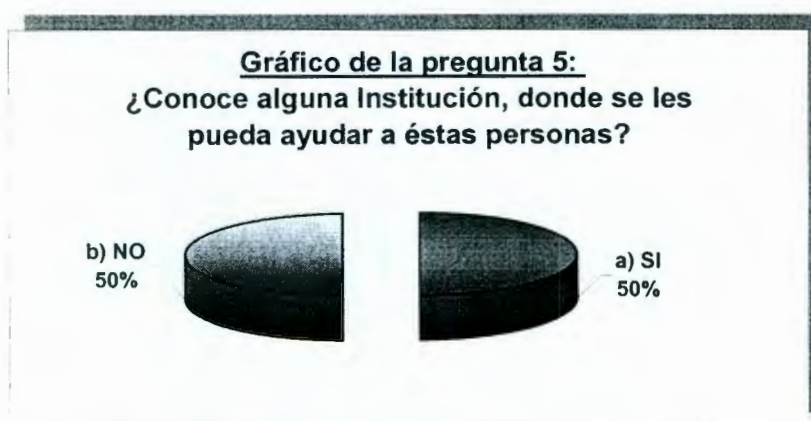 Gráfico de la pregunta 5:
¿Conoce alguna Institución, donde se les
pueda ayudar a éstas personas?
b) NO
50%
a) SI
50%